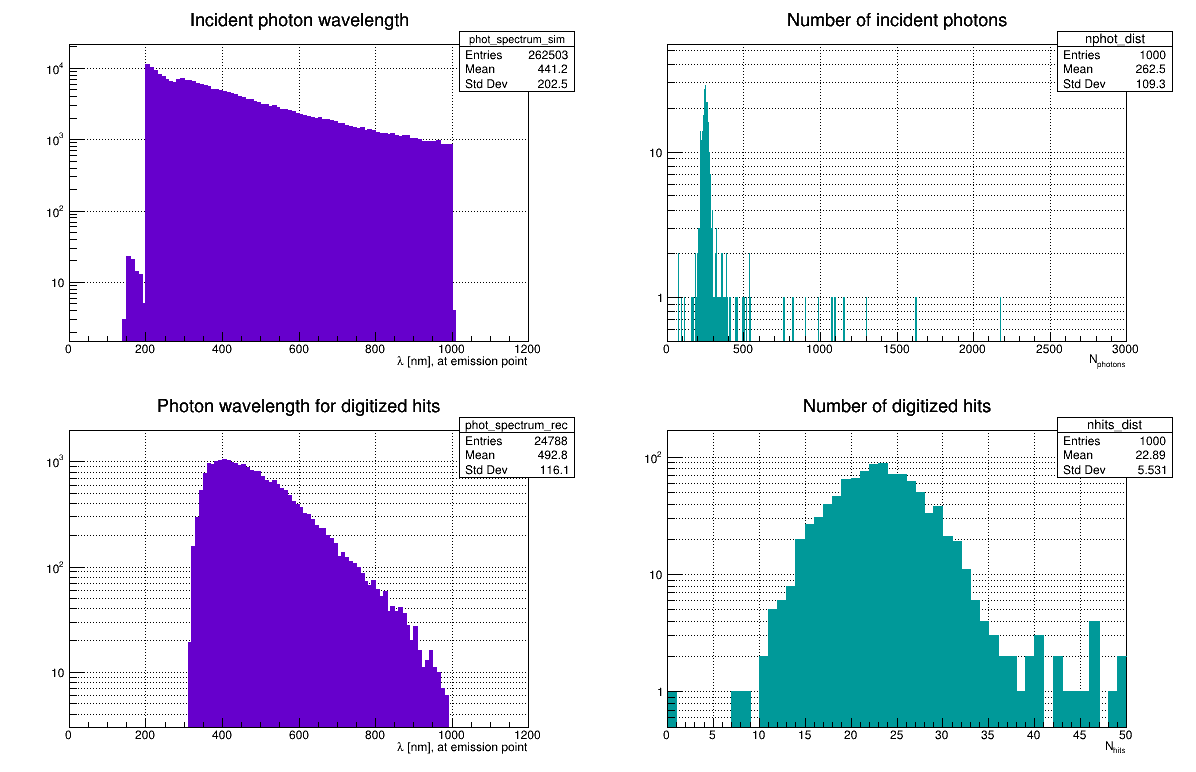 Incident photon wavelength
phot_spectrum_sim
Entries 262503
Mean 441.2
Std Dev 202.5
10⁴
10³
10²
10
0 200 400 600 800 1000 1200
λ [nm], at emission point
Number of incident photons
nphot_dist
Entries 1000
Mean 262.5
Std Dev 109.3
10
1
0 500 1000 1500 2000 2500 3000
N_photons
Photon wavelength for digitized hits
phot_spectrum_rec
Entries 24788
Mean 492.8
Std Dev 116.1
10³
10²
10
0 200 400 600 800 1000 1200
λ [nm], at emission point
Number of digitized hits
nhits_dist
Entries 1000
Mean 22.89
Std Dev 5.531
10²
10
1
0 5 10 15 20 25 30 35 40 45 50
N_hits